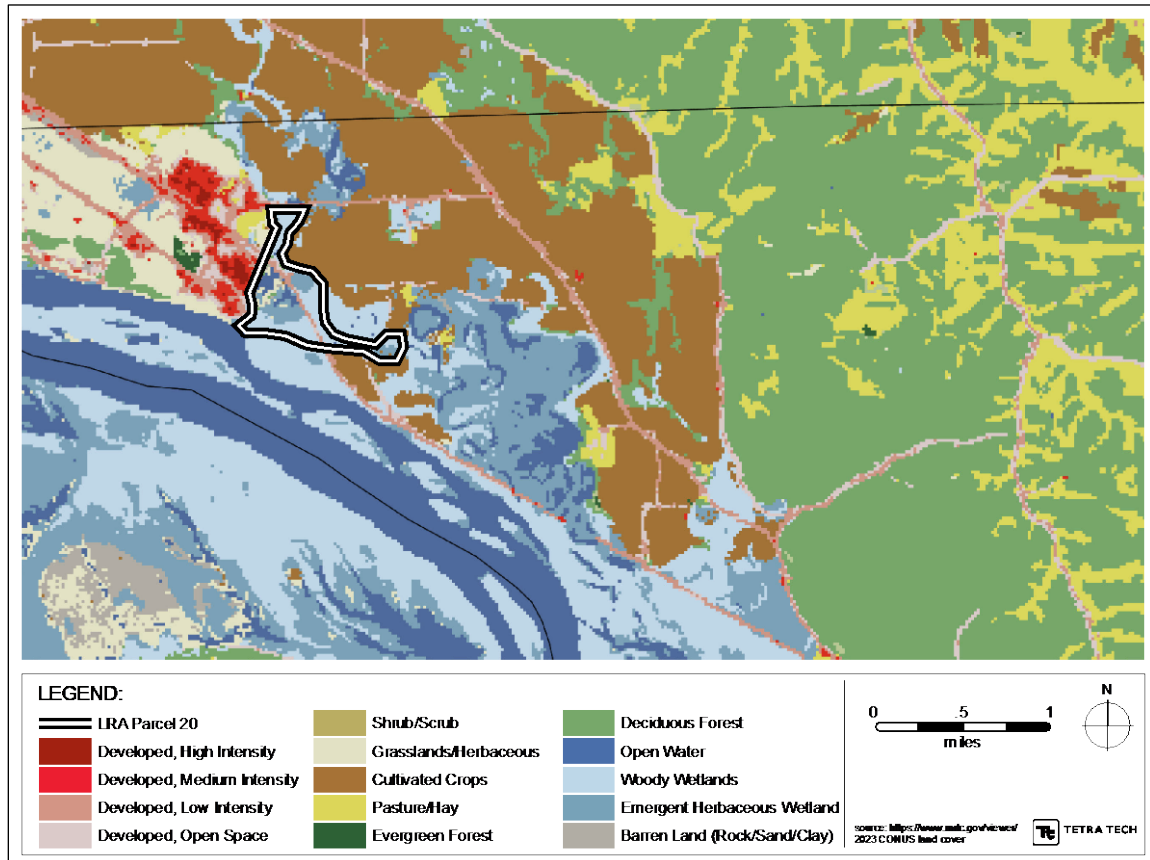 LEGEND:
LRA Parcel 20
Developed, High Intensity
Developed, Medium Intensity
Developed, Low Intensity
Developed, Open Space
Shrub/Scrub
Grasslands/Herbaceous
Cultivated Crops
Pasture/Hay
Evergreen Forest
Deciduous Forest
Open Water
Woody Wetlands
Emergent Herbaceous Wetland
Barren Land (Rock/Sand/Clay)
0 .5 1
miles
N
source:
2023 CONUS land cover
TETRA TECH